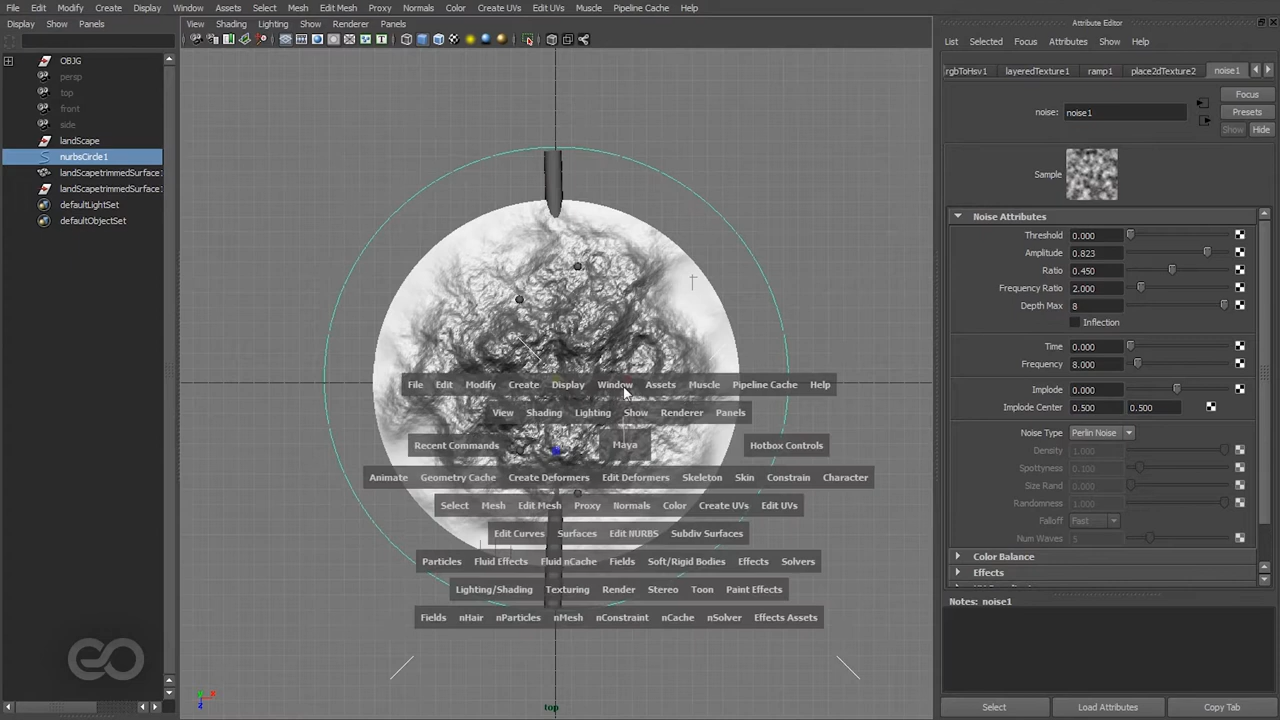 File Edit Modify Create Display Window Assets Select Mesh Edit Mesh Proxy Normals Color Create UVs Edit UVs Muscle Pipeline Cache Help
Attribute Editor
Display Show Panels
View Shading Lighting Show Renderer Panels
List Selected Focus Attributes Show Help
OBJG
persp
top
front
side
landScape
nurbsCircle1
landScapetrimmedSurface
landScapetrimmedSurface
defaultLightSet
defaultObjectSet
rgbToHsv1 layeredTexture1 ramp1 place2dTexture2 noise1
Focus
noise: noise1
Presets
Show Hide
Sample
Noise Attributes
Threshold 0.000
Amplitude 0.823
Ratio 0.450
Frequency Ratio 2.000
Depth Max 8
Inflection
Time 0.000
Frequency 8.000
Implode 0.000
Implode Center 0.500 0.500
Noise Type Perlin Noise
Density 1.000
Spottyness 0.100
Size Rand 0.000
Randomness 1.000
Falloff Fast
Num Waves 5
Color Balance
Effects
Notes: noise1
Select Load Attributes Copy Tab
File Edit Modify Create Display Window Assets Muscle Pipeline Cache Help
View Shading Lighting Show Renderer Panels
Recent Commands Maya Hotbox Controls
Animate Geometry Cache Create Deformers Edit Deformers Skeleton Skin Constrain Character
Select Mesh Edit Mesh Proxy Normals Color Create UVs Edit UVs
Edit Curves Surfaces Edit NURBS Subdiv Surfaces
Particles Fluid Effects Fluid nCache Fields Soft/Rigid Bodies Effects Solvers
Lighting/Shading Texturing Render Stereo Toon Paint Effects
Fields nHair nParticles nMesh nConstraint nCache nSolver Effects Assets
top